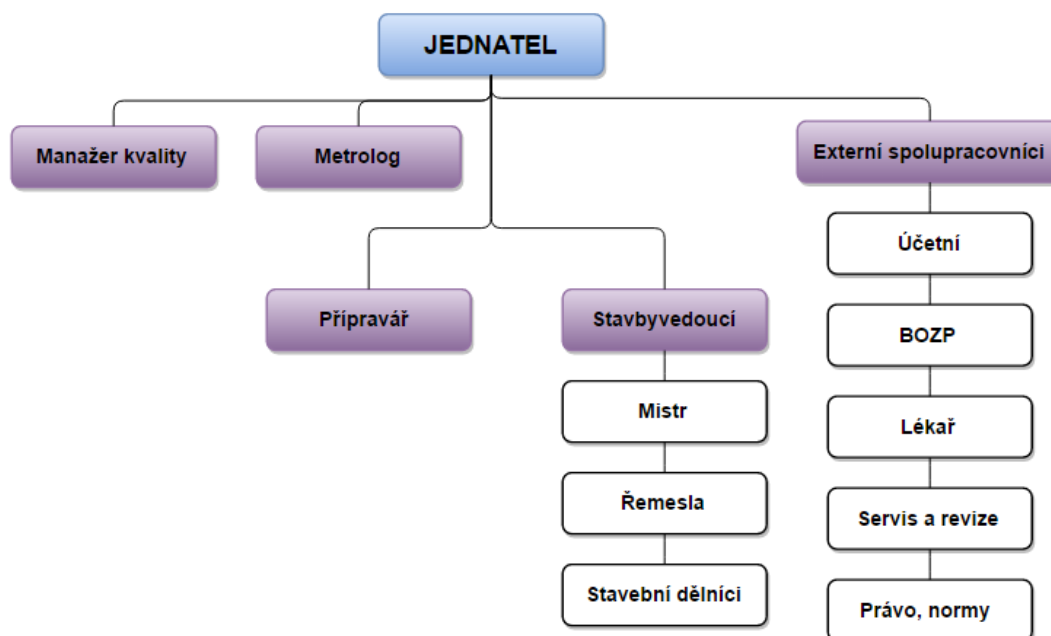 JEDNATEL
Manažer kvality
Metrolog
Externí spolupracovníci
Účetní
Přípravář
Stavbyvedoucí
BOZP
Mistr
Lékař
Řemesla
Servis a revize
Stavební dělníci
Právo, normy